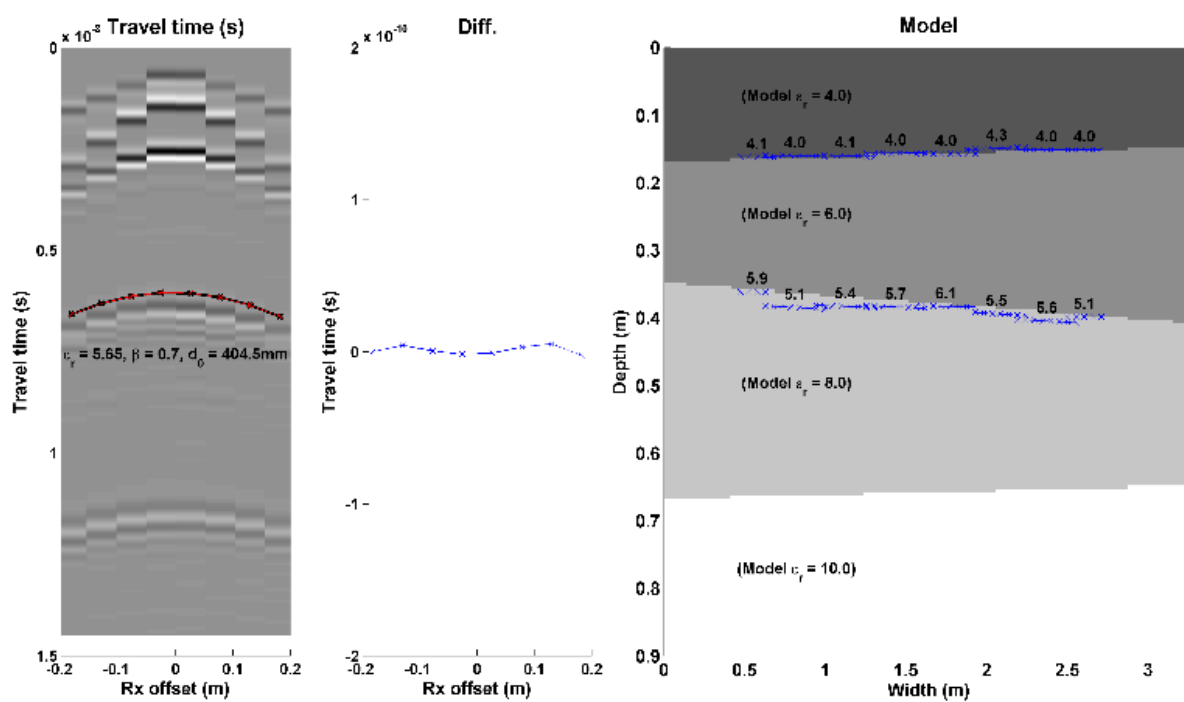 x 10⁻⁸ Travel time (s)
0
0.5
1
1.5
-0.2
-0.1
0
0.1
0.2
Travel time (s)
Rx offset (m)
εr = 5.65, β = 0.7, d0 = 404.5mm
x 10⁻¹⁰ Diff.
2
1
0
-1
-2
-0.2
-0.1
0
0.1
0.2
Travel time (s)
Rx offset (m)
Model
0
0.1
0.2
0.3
0.4
0.5
0.6
0.7
0.8
0.9
Depth (m)
(Model εr = 4.0)
4.1 4.0 4.1 4.0 4.0 4.3 4.0 4.0
(Model εr = 6.0)
5.9 5.1 5.4 5.7 6.1 5.5 5.6 5.1
(Model εr = 8.0)
(Model εr = 10.0)
0 0.5 1 1.5 2 2.5 3
Width (m)